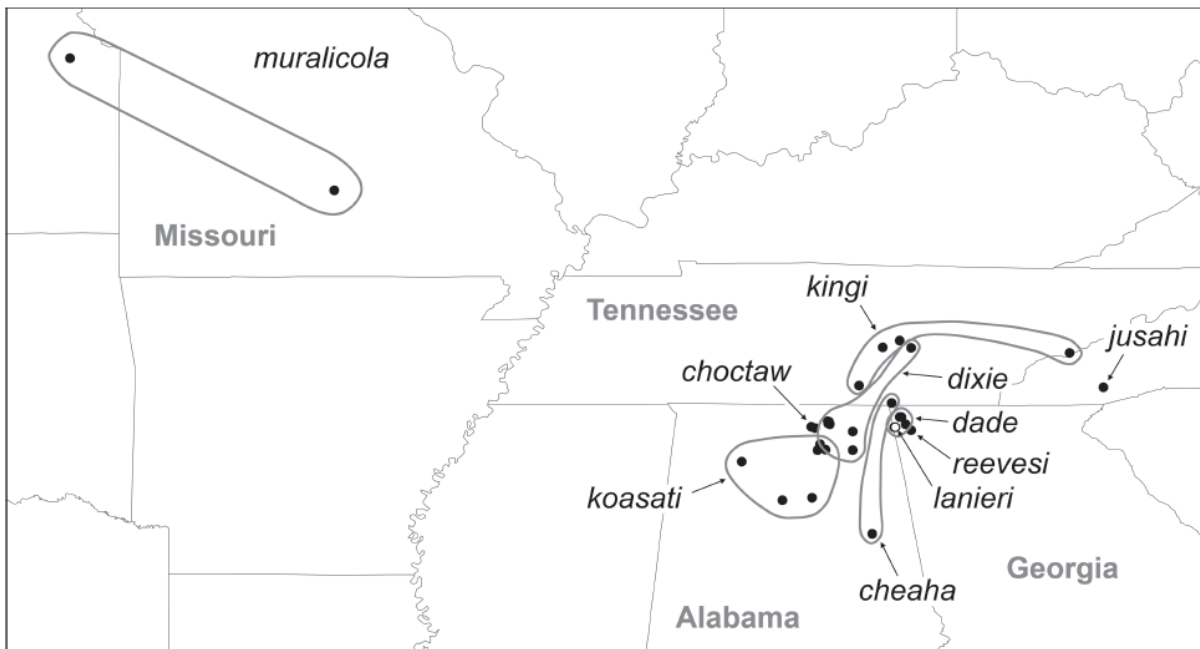 muralicola
Missouri
kingi
Tennessee
jusahi
choctaw
dixie
dade
reevesi
koasati
lanieri
Georgia
cheaha
Alabama